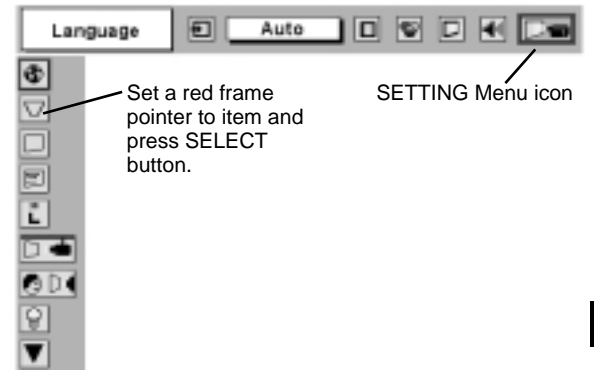 Language
Auto
SETTING Menu icon
Set a red frame
pointer to item and
press SELECT
button.